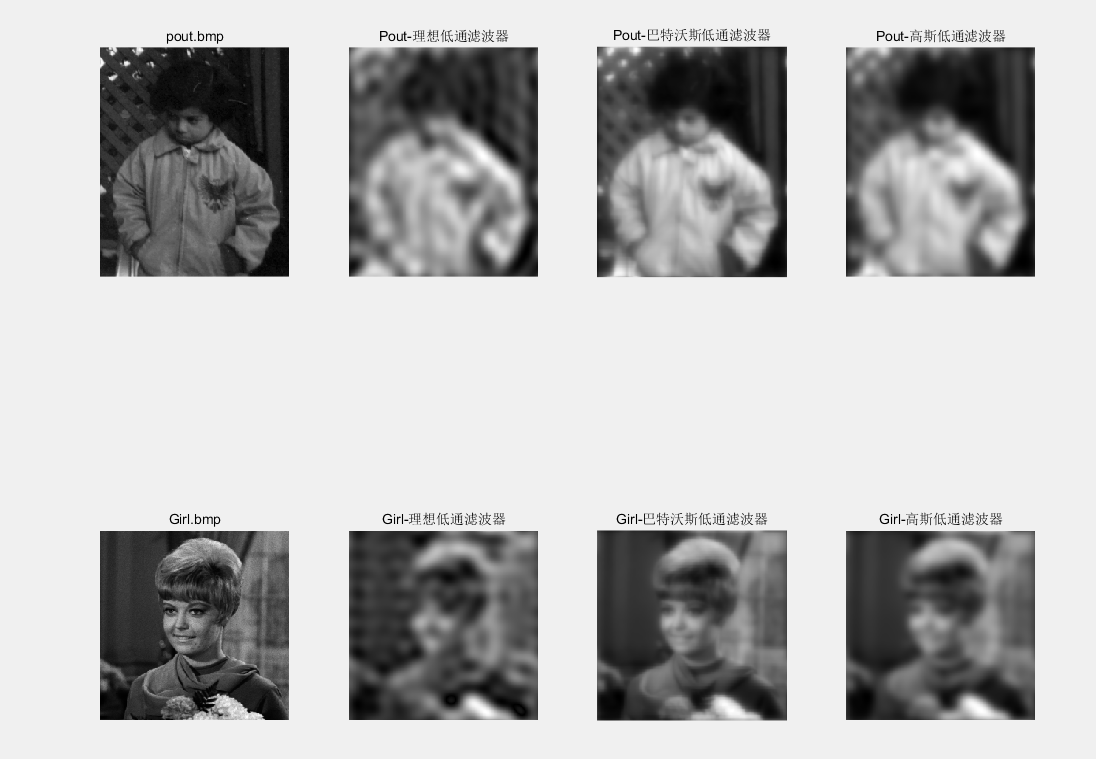 pout.bmp
Pout-理想低通滤波器
Pout-巴特沃斯低通滤波器
Pout-高斯低通滤波器
Girl.bmp
Girl-理想低通滤波器
Girl-巴特沃斯低通滤波器
Girl-高斯低通滤波器